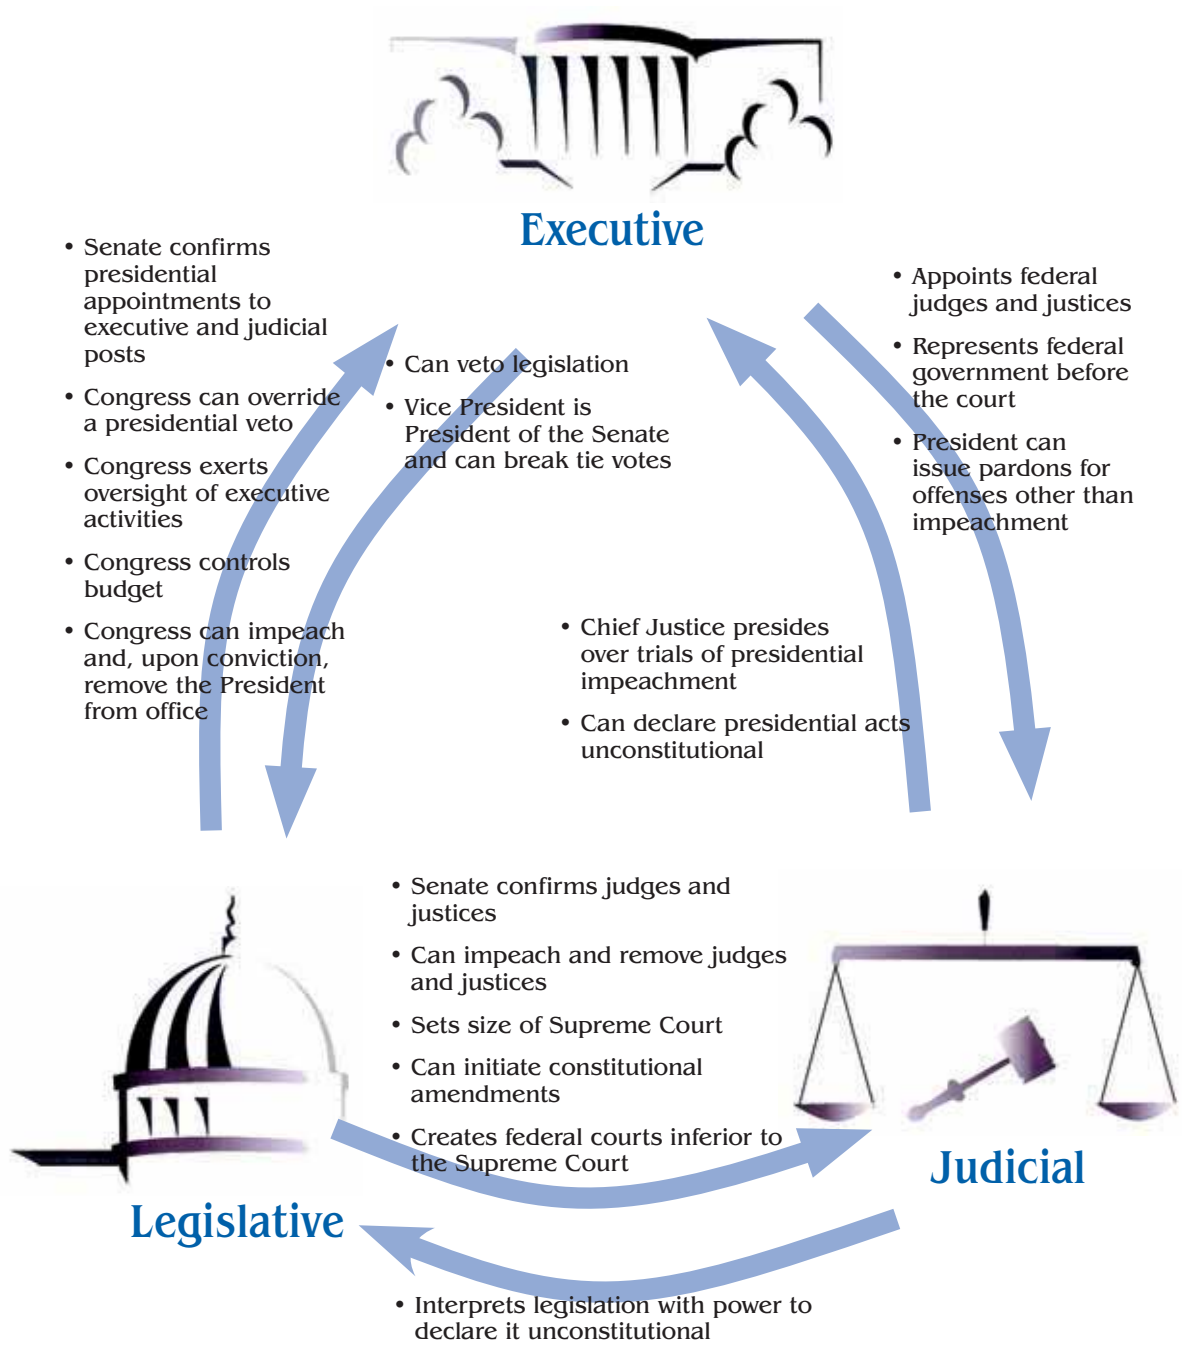 Executive
• Senate confirms
presidential
appointments to
executive and judicial
posts
• Congress can override
a presidential veto
• Congress exerts
oversight of executive
activities
• Congress controls
budget
• Congress can impeach
and, upon conviction,
remove the President
from office
• Can veto legislation
• Vice President is
President of the Senate
and can break tie votes
• Appoints federal
judges and justices
• Represents federal
government before
the court
• President can
issue pardons for
offenses other than
impeachment
• Chief Justice presides
over trials of presidential
impeachment
• Can declare presidential acts
unconstitutional
• Senate confirms judges and
justices
• Can impeach and remove judges
and justices
• Sets size of Supreme Court
• Can initiate constitutional
amendments
• Creates federal courts inferior to
the Supreme Court
Judicial
Legislative
• Interprets legislation with power to
declare it unconstitutional